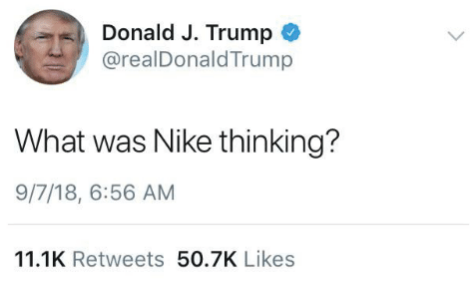 Donald J. Trump
@realDonaldTrump
What was Nike thinking?
9/7/18, 6:56 AM
11.1K Retweets 50.7K Likes